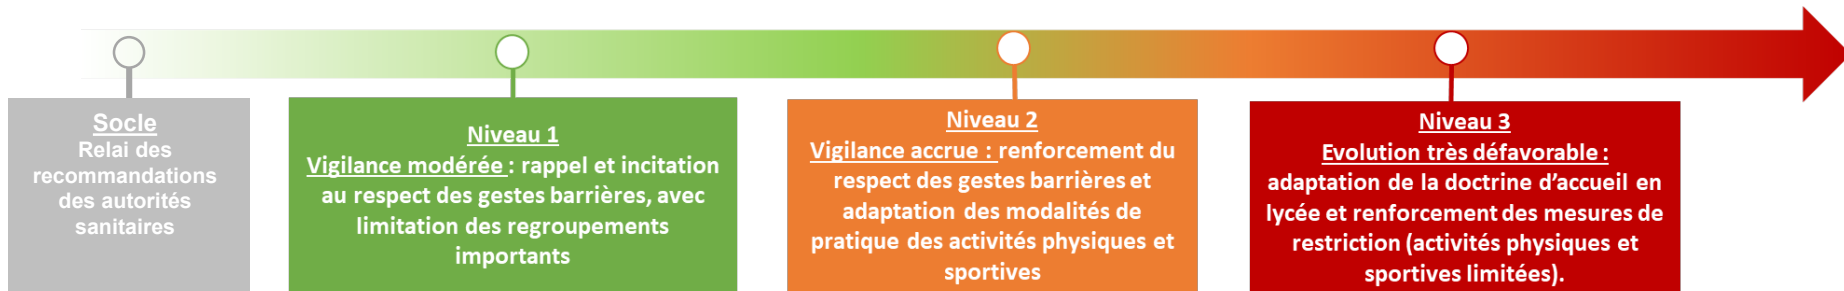 Socle
Relai des
recommandations
des autorités
sanitaires
Niveau 1
Vigilance modérée : rappel et incitation
au respect des gestes barrières, avec
limitation des regroupements
importants
Niveau 2
Vigilance accrue : renforcement du
respect des gestes barrières et
adaptation des modalités de
pratique des activités physiques et
sportives
Niveau 3
Evolution très défavorable :
adaptation de la doctrine d’accueil en
lycée et renforcement des mesures de
restriction (activités physiques et
sportives limitées).